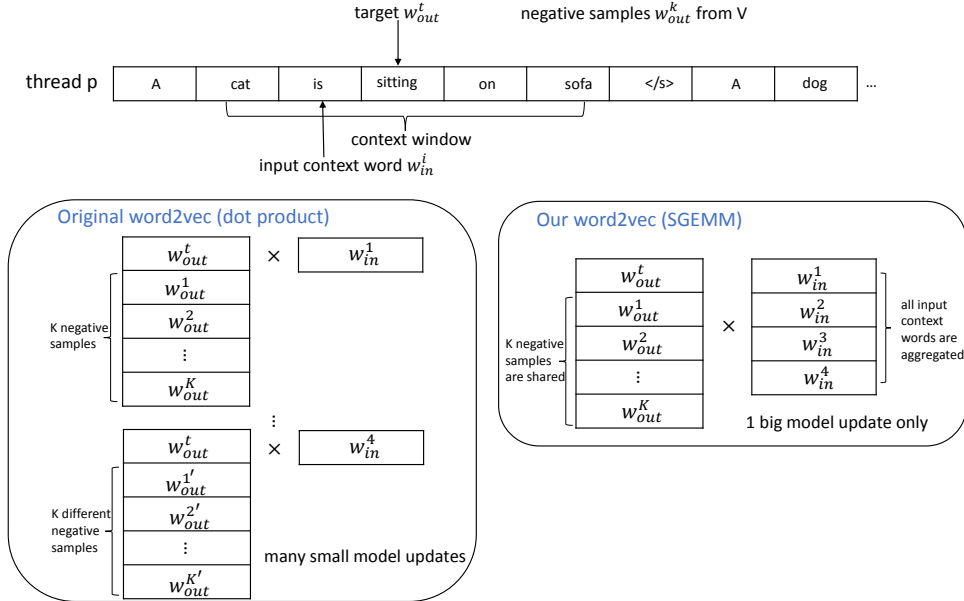 target w_out^t
negative samples w_out^k from V
thread p
A cat is sitting on sofa </s> A dog ...
context window
input context word w_in^i
Original word2vec (dot product)
w_out^t × w_in^1
w_out^1
w_out^2
⋮
w_out^K
K negative
samples
⋮
w_out^t × w_in^4
w_out^1'
w_out^2'
⋮
w_out^K'
K different
negative
samples
many small model updates
Our word2vec (SGEMM)
w_out^t
w_out^1
w_out^2
⋮
w_out^K
K negative
samples
are shared
×
w_in^1
w_in^2
w_in^3
w_in^4
all input
context
words are
aggregated
1 big model update only